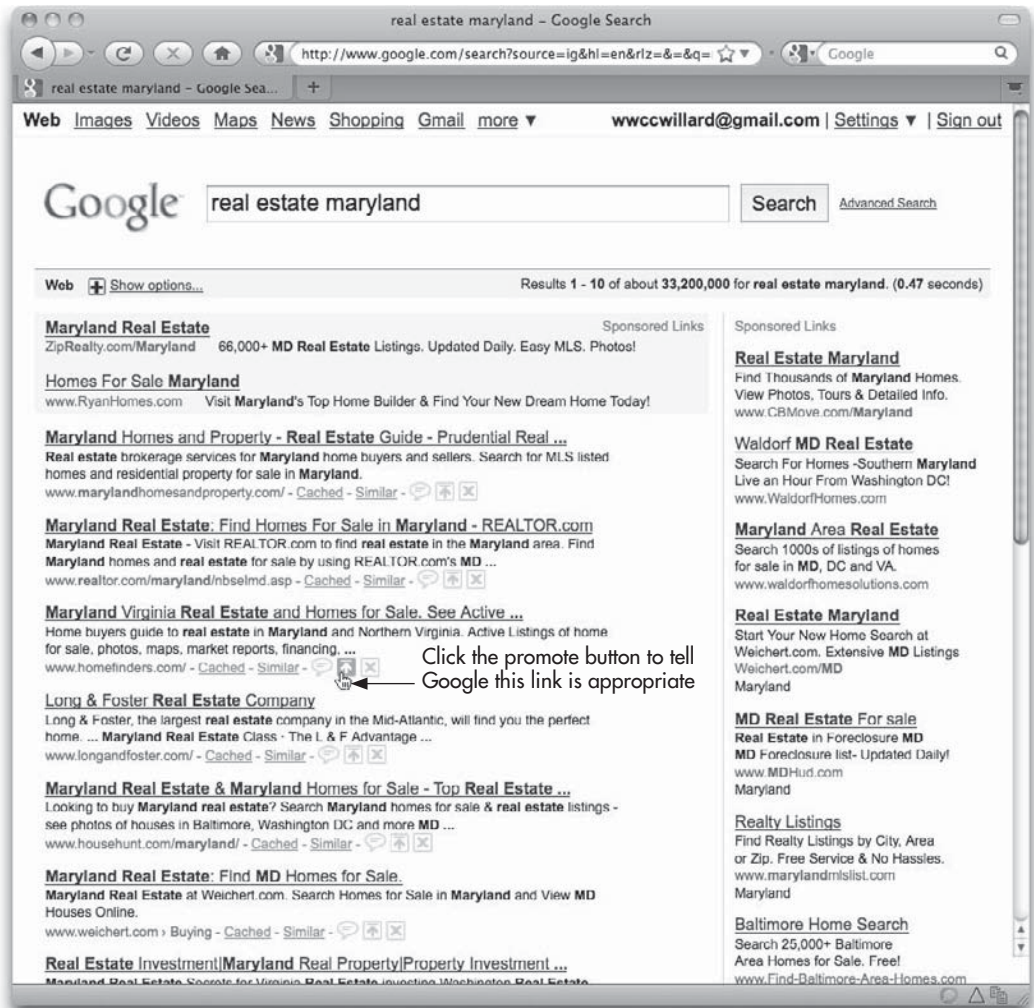 real estate maryland – Google Search
http://www.google.com/search?source=ig&hl=en&rlz=&=&q=
Google
real estate maryland – Google Sea...
Web Images Videos Maps News Shopping Gmail more ▼
wwccwillard@gmail.com | Settings ▼ | Sign out
Google
real estate maryland
Search
Advanced Search
Web + Show options...
Results 1 - 10 of about 33,200,000 for real estate maryland. (0.47 seconds)
Maryland Real Estate
Sponsored Links
ZipRealty.com/Maryland 66,000+ MD Real Estate Listings. Updated Daily. Easy MLS. Photos!
Homes For Sale Maryland
www.RyanHomes.com Visit Maryland's Top Home Builder & Find Your New Dream Home Today!
Maryland Homes and Property - Real Estate Guide - Prudential Real ...
Real estate brokerage services for Maryland home buyers and sellers. Search for MLS listed
homes and residential property for sale in Maryland.
www.marylandhomesandproperty.com/ - Cached - Similar -
Maryland Real Estate: Find Homes For Sale in Maryland - REALTOR.com
Maryland Real Estate - Visit REALTOR.com to find real estate in the Maryland area. Find
Maryland homes and real estate for sale by using REALTOR.com's MD ...
www.realtor.com/maryland/nbselmd.asp - Cached - Similar -
Maryland Virginia Real Estate and Homes for Sale. See Active ...
Home buyers guide to real estate in Maryland and Northern Virginia. Active Listings of home
for sale, photos, maps, market reports, financing, ...
www.homefinders.com/ - Cached - Similar -
Click the promote button to tell
Google this link is appropriate
Long & Foster Real Estate Company
Long & Foster, the largest real estate company in the Mid-Atlantic, will find you the perfect
home. ... Maryland Real Estate Class · The L & F Advantage ...
www.longandfoster.com/ - Cached - Similar -
Maryland Real Estate & Maryland Homes for Sale - Top Real Estate ...
Looking to buy Maryland real estate? Search Maryland homes for sale & real estate listings -
see photos of houses in Baltimore, Washington DC and more MD ...
www.househunt.com/maryland/ - Cached - Similar -
Maryland Real Estate: Find MD Homes for Sale.
Maryland Real Estate at Weichert.com. Search Homes for Sale in Maryland and View MD
Houses Online.
www.weichert.com › Buying - Cached - Similar -
Real Estate Investment|Maryland Real Property|Property Investment ...
Maryland Real Estate Secrets for Virginia Real Estate investing Washington Real Estate
Sponsored Links
Real Estate Maryland
Find Thousands of Maryland Homes.
View Photos, Tours & Detailed Info.
www.CBMove.com/Maryland
Waldorf MD Real Estate
Search For Homes -Southern Maryland
Live an Hour From Washington DC!
www.WaldorfHomes.com
Maryland Area Real Estate
Search 1000s of listings of homes
for sale in MD, DC and VA.
www.waldorfhomesolutions.com
Real Estate Maryland
Start Your New Home Search at
Weichert.com. Extensive MD Listings
Weichert.com/MD
Maryland
MD Real Estate For sale
Real Estate in Foreclosure MD
MD Foreclosure list- Updated Daily!
www.MDHud.com
Maryland
Realty Listings
Find Realty Listings by City, Area
or Zip. Free Service & No Hassles.
www.marylandmlslist.com
Maryland
Baltimore Home Search
Search 25,000+ Baltimore
Area Homes for Sale. Free!
www.Find-Baltimore-Area-Homes.com